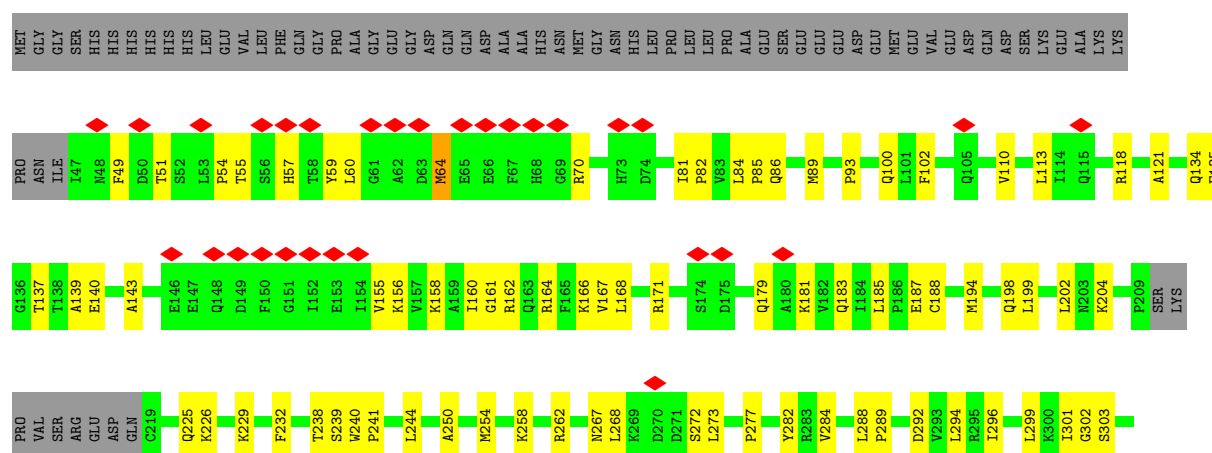 MET GLY GLY SER HIS HIS HIS HIS HIS HIS LEU GLU VAL LEU PHE GLN GLY PRO ALA GLY GLU GLY ASP GLN GLN ASP ALA ALA HIS ASN MET GLY ASN HIS LEU PRO LEU LEU PRO ALA GLU SER GLU GLU GLU ASP GLU MET GLU VAL GLU ASP GLN ASP SER LYS GLU ALA LYS LYS
PRO ASN ILE I47 N48 F49 D50 T51 S52 L53 P54 T55 S56 H57 T58 Y59 L60 G61 A62 D63 M64 E65 E66 F67 H68 G69 R70 H73 D74 I81 P82 V83 L84 P85 Q86 M89 P93 Q100 L101 F102 Q105 V110 L113 I114 Q115 R118 A121 Q134
G136 T137 T138 A139 E140 A143 E146 E147 Q148 D149 F150 G151 I152 E153 I154 V155 K156 V157 K158 A159 I160 G161 R162 Q163 R164 F165 K166 V167 L168 R171 S174 D175 Q179 A180 K181 V182 Q183 I184 L185 P186 E187 C188 M194 Q198 L199 L202 N203 K204 P209 SER LYS
PRO VAL SER ARG GLU ASP GLN C219 Q225 K226 K229 F232 T238 S239 W240 P241 L244 A250 M254 K258 R262 N267 L268 K269 D270 D271 S272 L273 P277 Y282 R283 V284 L288 P289 D292 V293 L294 R295 I296 L299 K300 I301 G302 S303